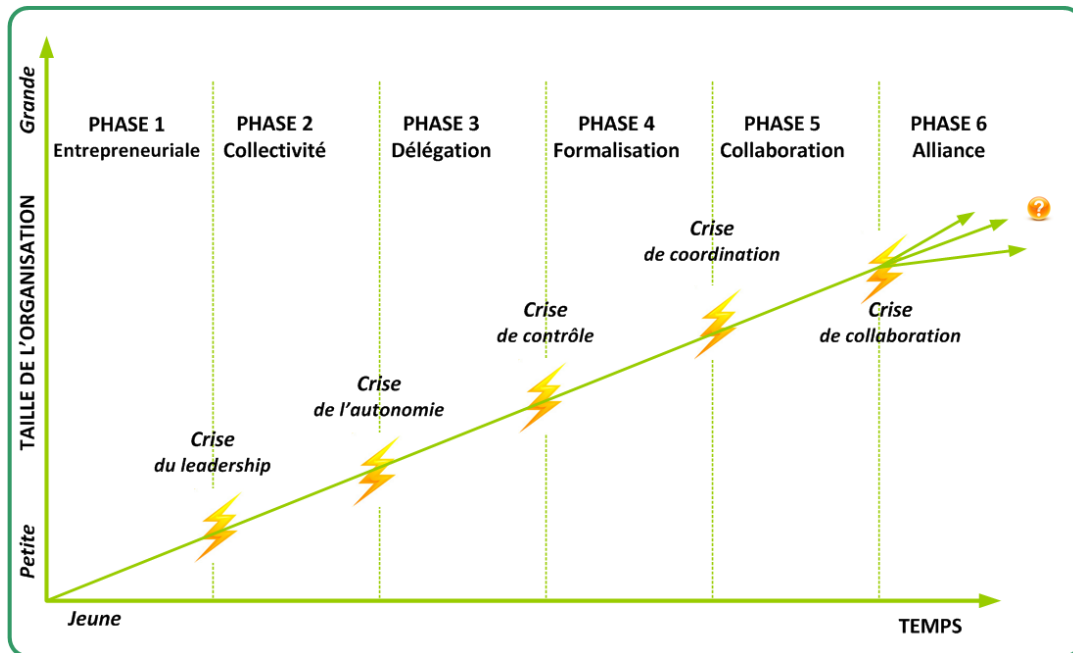 Grande
PHASE 1
Entrepreneuriale
PHASE 2
Collectivité
PHASE 3
Délégation
PHASE 4
Formalisation
PHASE 5
Collaboration
PHASE 6
Alliance
?
TAILLE DE L'ORGANISATION
Crise
de coordination
Crise
de contrôle
Crise
de collaboration
Crise
de l'autonomie
Crise
du leadership
Petite
Jeune
TEMPS